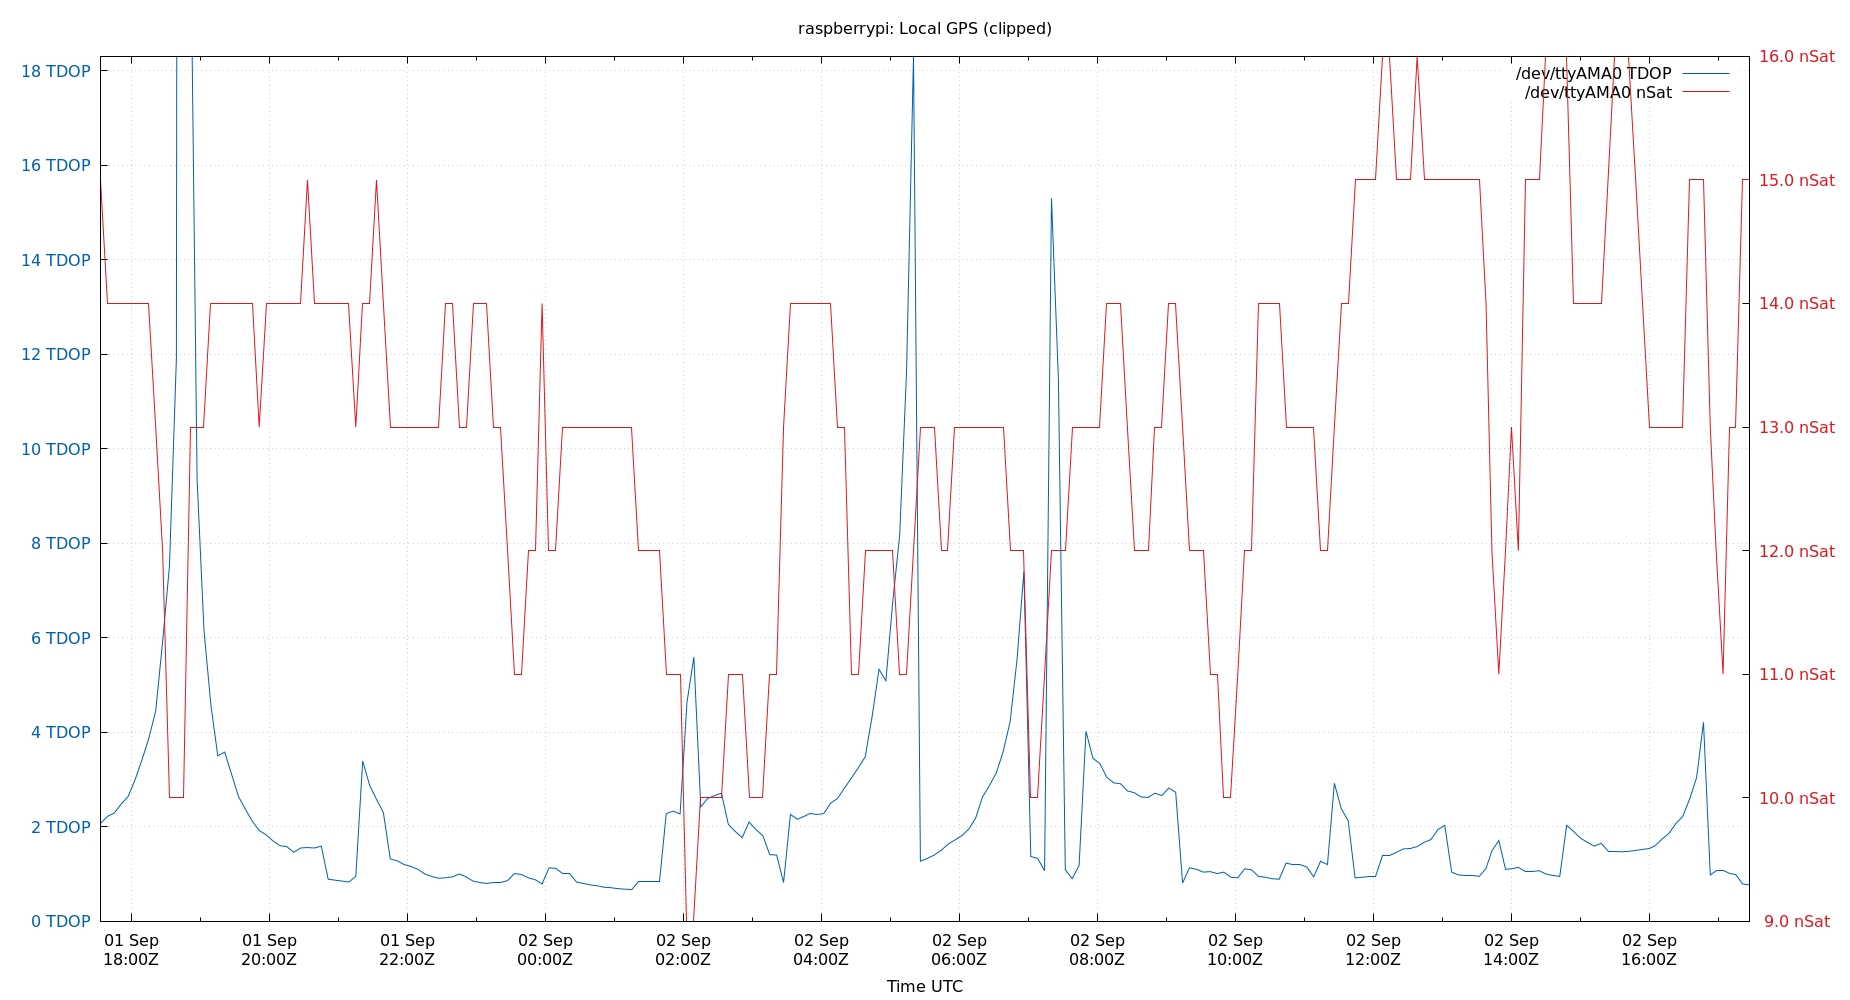 raspberrypi: Local GPS (clipped)
18 TDOP
16 TDOP
14 TDOP
12 TDOP
10 TDOP
8 TDOP
6 TDOP
4 TDOP
2 TDOP
0 TDOP
/dev/ttyAMA0 TDOP
/dev/ttyAMA0 nSat
16.0 nSat
15.0 nSat
14.0 nSat
13.0 nSat
12.0 nSat
11.0 nSat
10.0 nSat
9.0 nSat
01 Sep
18:00Z
01 Sep
20:00Z
01 Sep
22:00Z
02 Sep
00:00Z
02 Sep
02:00Z
02 Sep
04:00Z
02 Sep
06:00Z
02 Sep
08:00Z
02 Sep
10:00Z
02 Sep
12:00Z
02 Sep
14:00Z
02 Sep
16:00Z
Time UTC